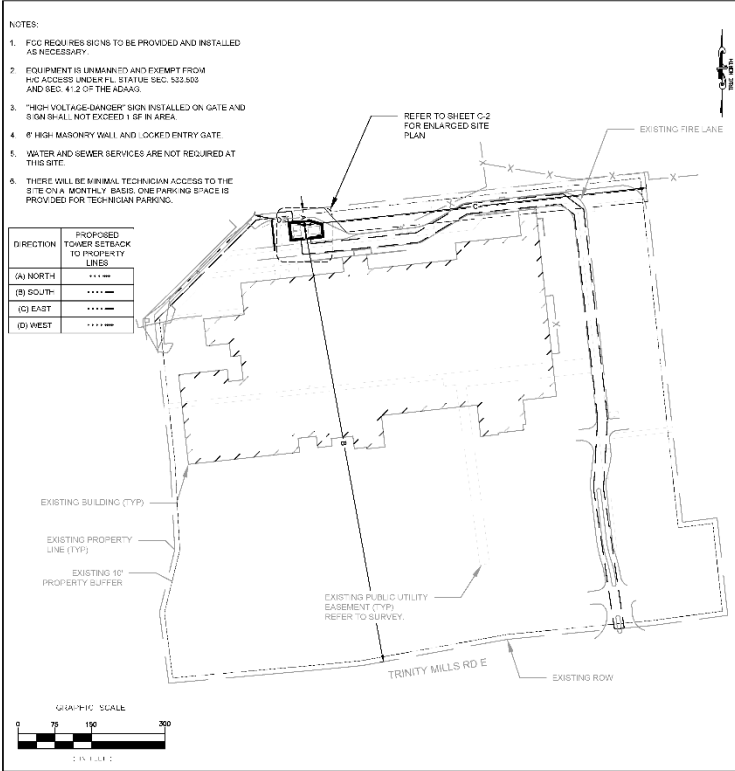 NOTES:
1. FCC REQUIRES SIGNS TO BE PROVIDED AND INSTALLED
AS NECESSARY.
2. EQUIPMENT IS UNMANNED AND EXEMPT FROM
H/C ACCESS UNDER FL. STATUE SEC. 533.503
AND SEC. 41.2 OF THE ADAAG.
3. "HIGH VOLTAGE-DANGER" SIGN INSTALLED ON GATE AND
SIGN SHALL NOT EXCEED 1 SF IN AREA.
4. 6' HIGH MASONRY WALL AND LOCKED ENTRY GATE.
5. WATER AND SEWER SERVICES ARE NOT REQUIRED AT
THIS SITE.
6. THERE WILL BE MINIMAL TECHNICIAN ACCESS TO THE
SITE ON A MONTHLY BASIS. ONE PARKING SPACE IS
PROVIDED FOR TECHNICIAN PARKING.
TRUE NORTH
REFER TO SHEET C-2
FOR ENLARGED SITE
PLAN
EXISTING FIRE LANE
DIRECTION
PROPOSED
TOWER SETBACK
TO PROPERTY
LINES
(A) NORTH
(B) SOUTH
(C) EAST
(D) WEST
D
C
B
EXISTING BUILDING (TYP)
EXISTING PROPERTY
LINE (TYP)
EXISTING 10'
PROPERTY BUFFER
EXISTING PUBLIC UTILITY
EASEMENT (TYP)
REFER TO SURVEY.
TRINITY MILLS RD E
EXISTING ROW
GRAPHIC SCALE
0 75 150 300